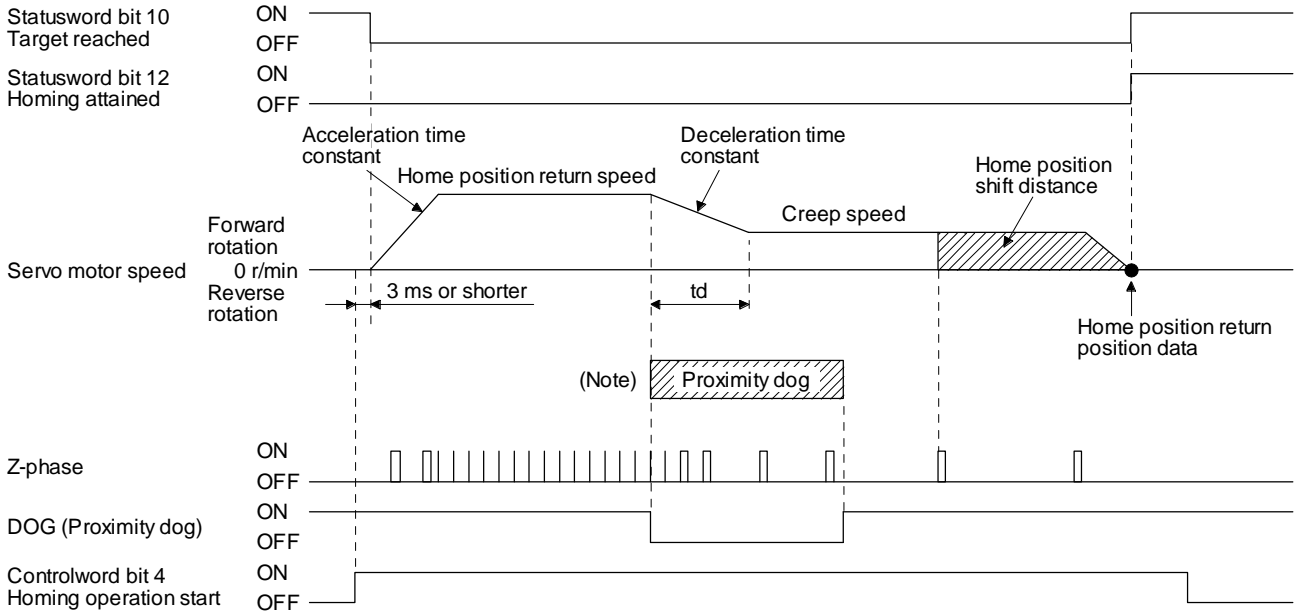 Statusword bit 10
Target reached
ON
OFF
Statusword bit 12
Homing attained
ON
OFF
Acceleration time
constant
Home position return speed
Deceleration time
constant
Creep speed
Home position
shift distance
Servo motor speed
Forward
rotation
0 r/min
Reverse
rotation
3 ms or shorter
td
Home position return
position data
(Note)
Proximity dog
Z-phase
ON
OFF
DOG (Proximity dog)
ON
OFF
Controlword bit 4
Homing operation start
ON
OFF